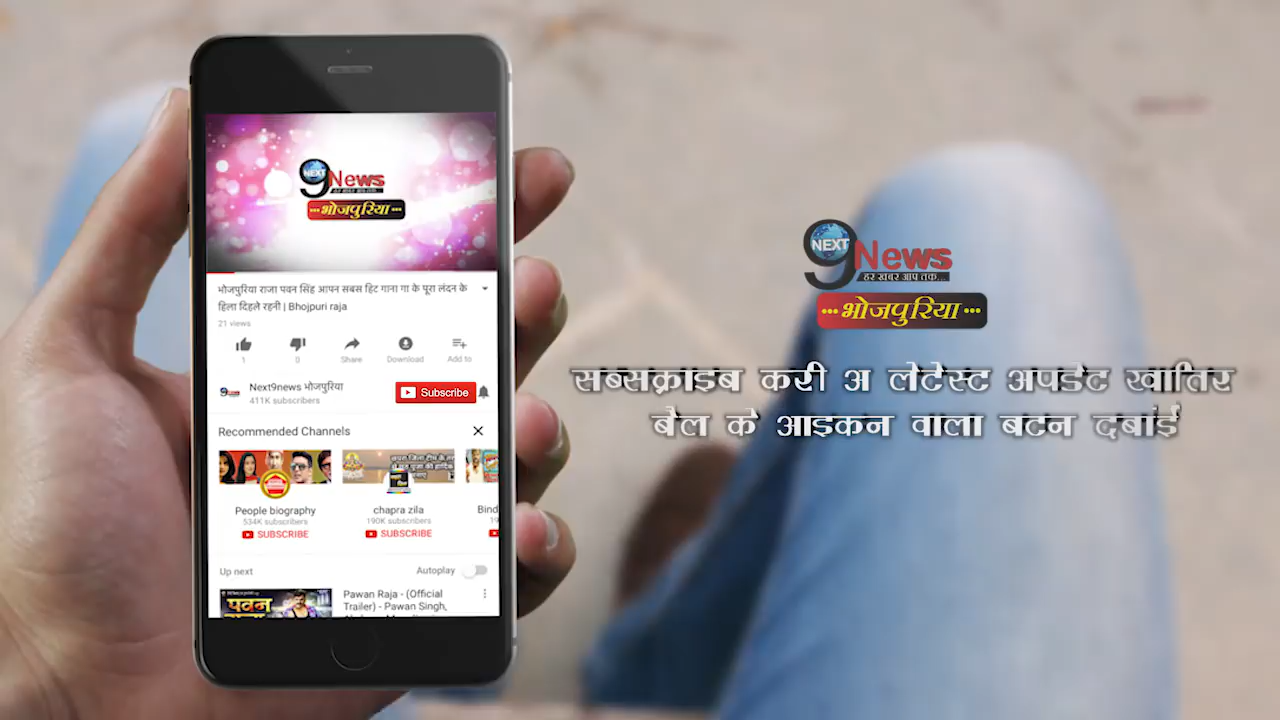 NEXT
9News
हर खबर आप तक...
···भोजपुरिया···
भोजपुरिया राजा पवन सिंह आपन सबस हिट गाना गा के पूरा लंदन के
हिला दिहले रहनी | Bhojpuri raja
21 views
1
0
Share
Download
Add to
Next9news भोजपुरिया
411K subscribers
Subscribe
Recommended Channels
People biography
534K subscribers
SUBSCRIBE
chapra zila
190K subscribers
SUBSCRIBE
Bind
19
Up next
Autoplay
पवन
Pawan Raja - (Official
Trailer) - Pawan Singh,
NEXT
9News
हर खबर आप तक...
···भोजपुरिया···
सब्सक्राइब करी अ लेटेस्ट अपडेट खातिर
बैल के आइकन वाला बटन दबांई